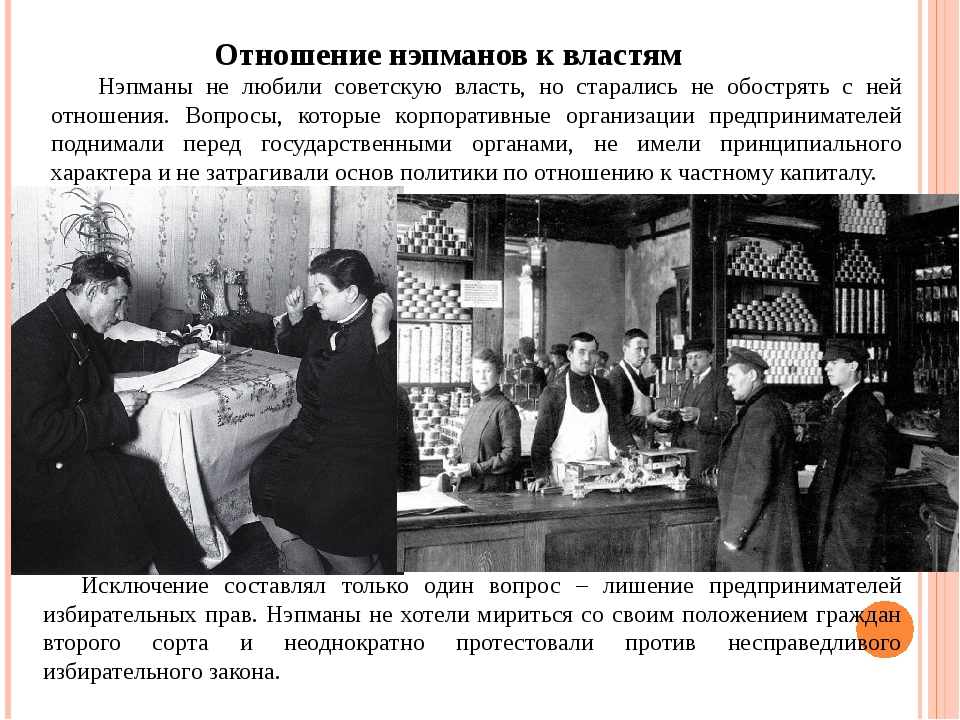 Отношение нэпманов к властям
Нэпманы не любили советскую власть, но старались не обострять с ней
отношения. Вопросы, которые корпоративные организации предпринимателей
поднимали перед государственными органами, не имели принципиального
характера и не затрагивали основ политики по отношению к частному капиталу.
Исключение составлял только один вопрос – лишение предпринимателей
избирательных прав. Нэпманы не хотели мириться со своим положением граждан
второго сорта и неоднократно протестовали против несправедливого
избирательного закона.